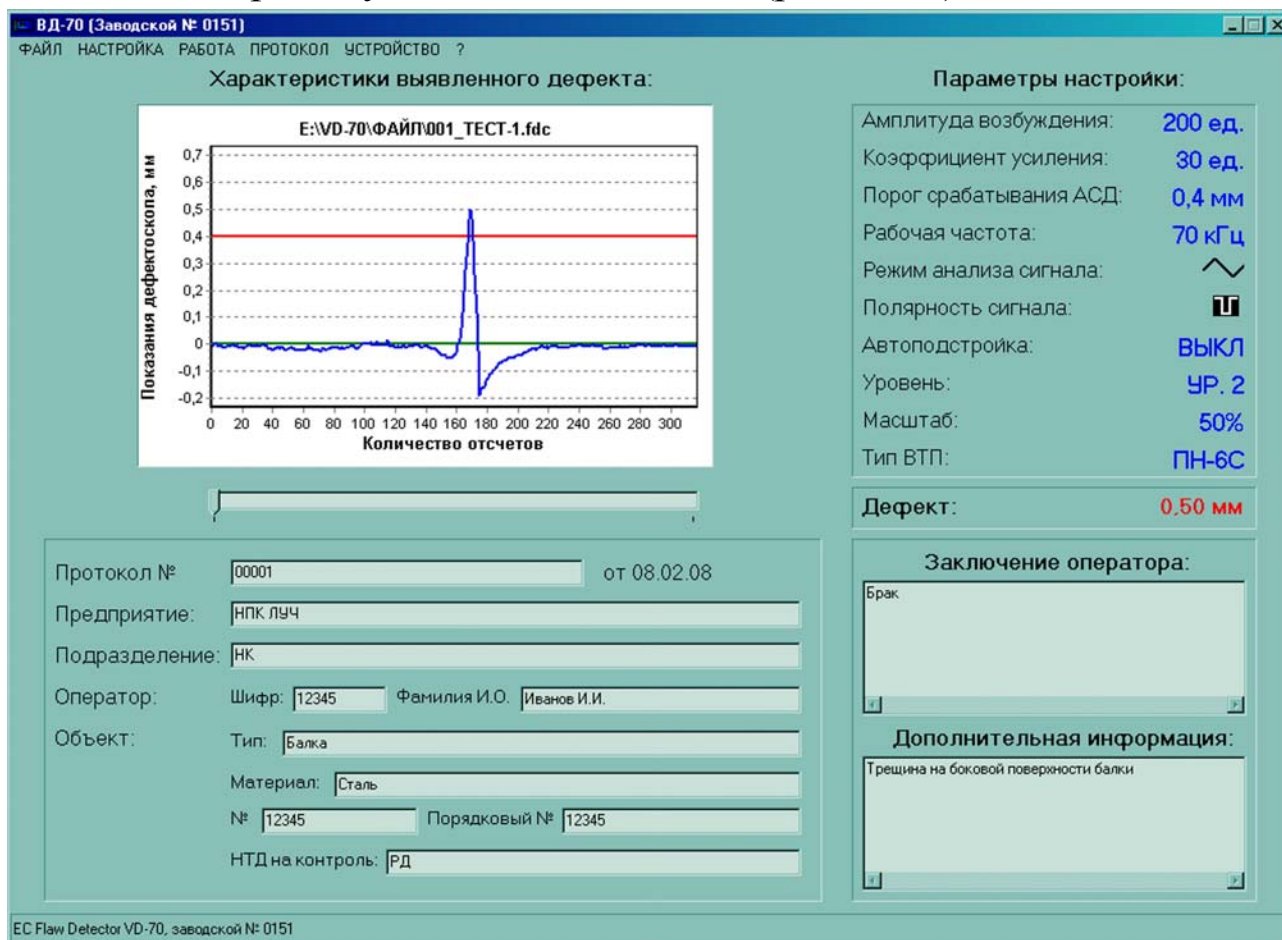 ВД-70 (Заводской № 0151)
ФАЙЛ НАСТРОЙКА РАБОТА ПРОТОКОЛ УСТРОЙСТВО ?
Характеристики выявленного дефекта:
E:\VD-70\ФАЙЛ\001_ТЕСТ-1.fdc
Показания дефектоскопа, мм
0,7
0,6
0,5
0,4
0,3
0,2
0,1
0
-0,1
-0,2
0 20 40 60 80 100 120 140 160 180 200 220 240 260 280 300
Количество отсчетов
Параметры настройки:
Амплитуда возбуждения: 200 ед.
Коэффициент усиления: 30 ед.
Порог срабатывания АСД: 0,4 мм
Рабочая частота: 70 кГц
Режим анализа сигнала:
Полярность сигнала:
Автоподстройка: ВЫКЛ
Уровень: УР. 2
Масштаб: 50%
Тип ВТП: ПН-6С
Дефект: 0,50 мм
Протокол № 00001 от 08.02.08
Предприятие: НПК ЛУЧ
Подразделение: НК
Оператор: Шифр: 12345 Фамилия И.О. Иванов И.И.
Объект: Тип: Балка
Материал: Сталь
№ 12345 Порядковый № 12345
НТД на контроль: РД
Заключение оператора:
Брак
Дополнительная информация:
Трещина на боковой поверхности балки
EC Flaw Detector VD-70, заводской № 0151